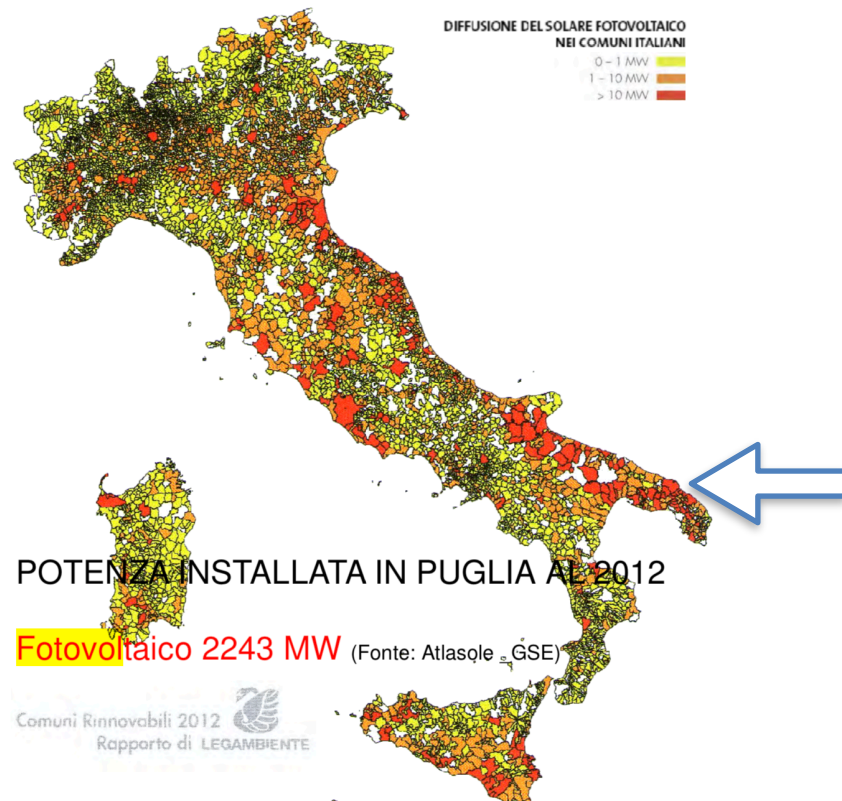 DIFFUSIONE DEL SOLARE FOTOVOLTAICO
NEI COMUNI ITALIANI
0 – 1 MW
1 – 10 MW
> 10 MW
POTENZA INSTALLATA IN PUGLIA AL 2012
Fotovoltaico 2243 MW (Fonte: Atlasole _GSE)
Comuni Rinnovabili 2012
Rapporto di LEGAMBIENTE